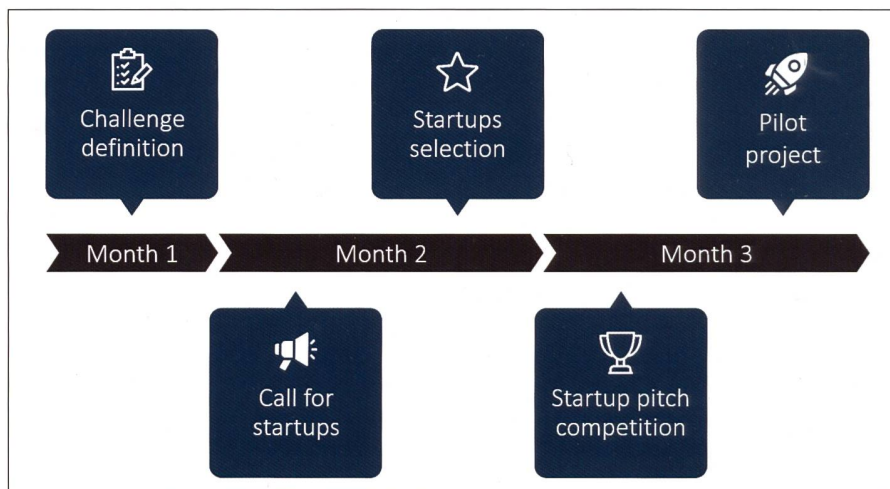 Challenge
definition
Startups
selection
Pilot
project
Month 1
Month 2
Month 3
Call for
startups
Startup pitch
competition